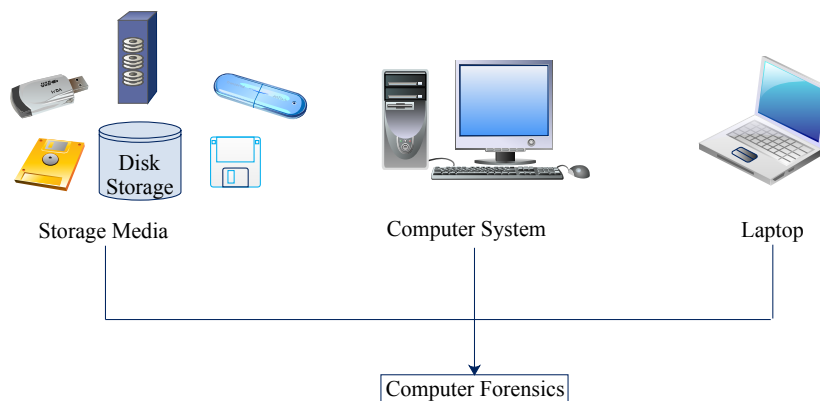 Disk
Storage
Storage Media
Computer System
Laptop
Computer Forensics